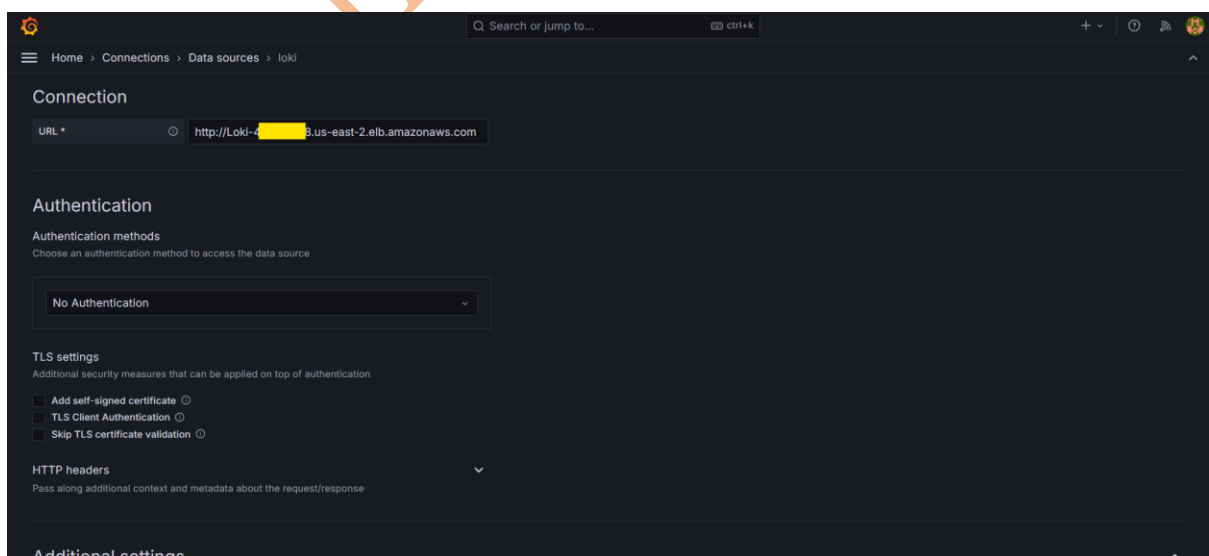 Search or jump to... ctrl+k
Home › Connections › Data sources › loki
Connection
URL * http://Loki-4 8.us-east-2.elb.amazonaws.com
Authentication
Authentication methods
Choose an authentication method to access the data source
No Authentication
TLS settings
Additional security measures that can be applied on top of authentication
Add self-signed certificate
TLS Client Authentication
Skip TLS certificate validation
HTTP headers
Pass along additional context and metadata about the request/response
Additional settings